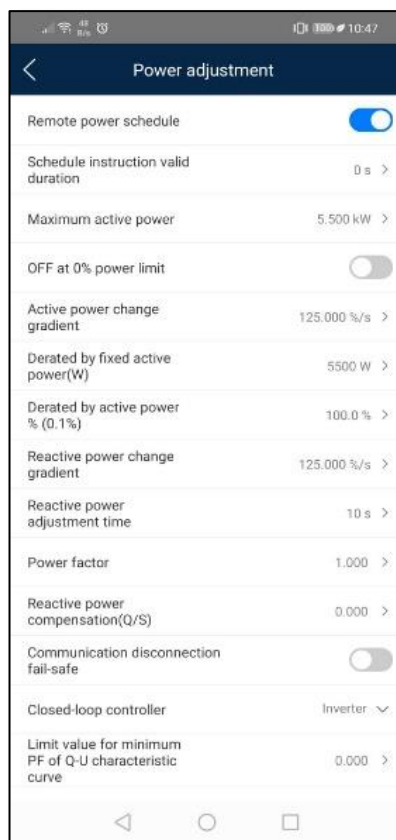 48
B/s
100
10:47
Power adjustment
Remote power schedule
Schedule instruction valid
duration
0 s
Maximum active power
5.500 kW
OFF at 0% power limit
Active power change
gradient
125.000 %/s
Derated by fixed active
power(W)
5500 W
Derated by active power
% (0.1%)
100.0 %
Reactive power change
gradient
125.000 %/s
Reactive power
adjustment time
10 s
Power factor
1.000
Reactive power
compensation(Q/S)
0.000
Communication disconnection
fail-safe
Closed-loop controller
Inverter
Limit value for minimum
PF of Q-U characteristic
curve
0.000